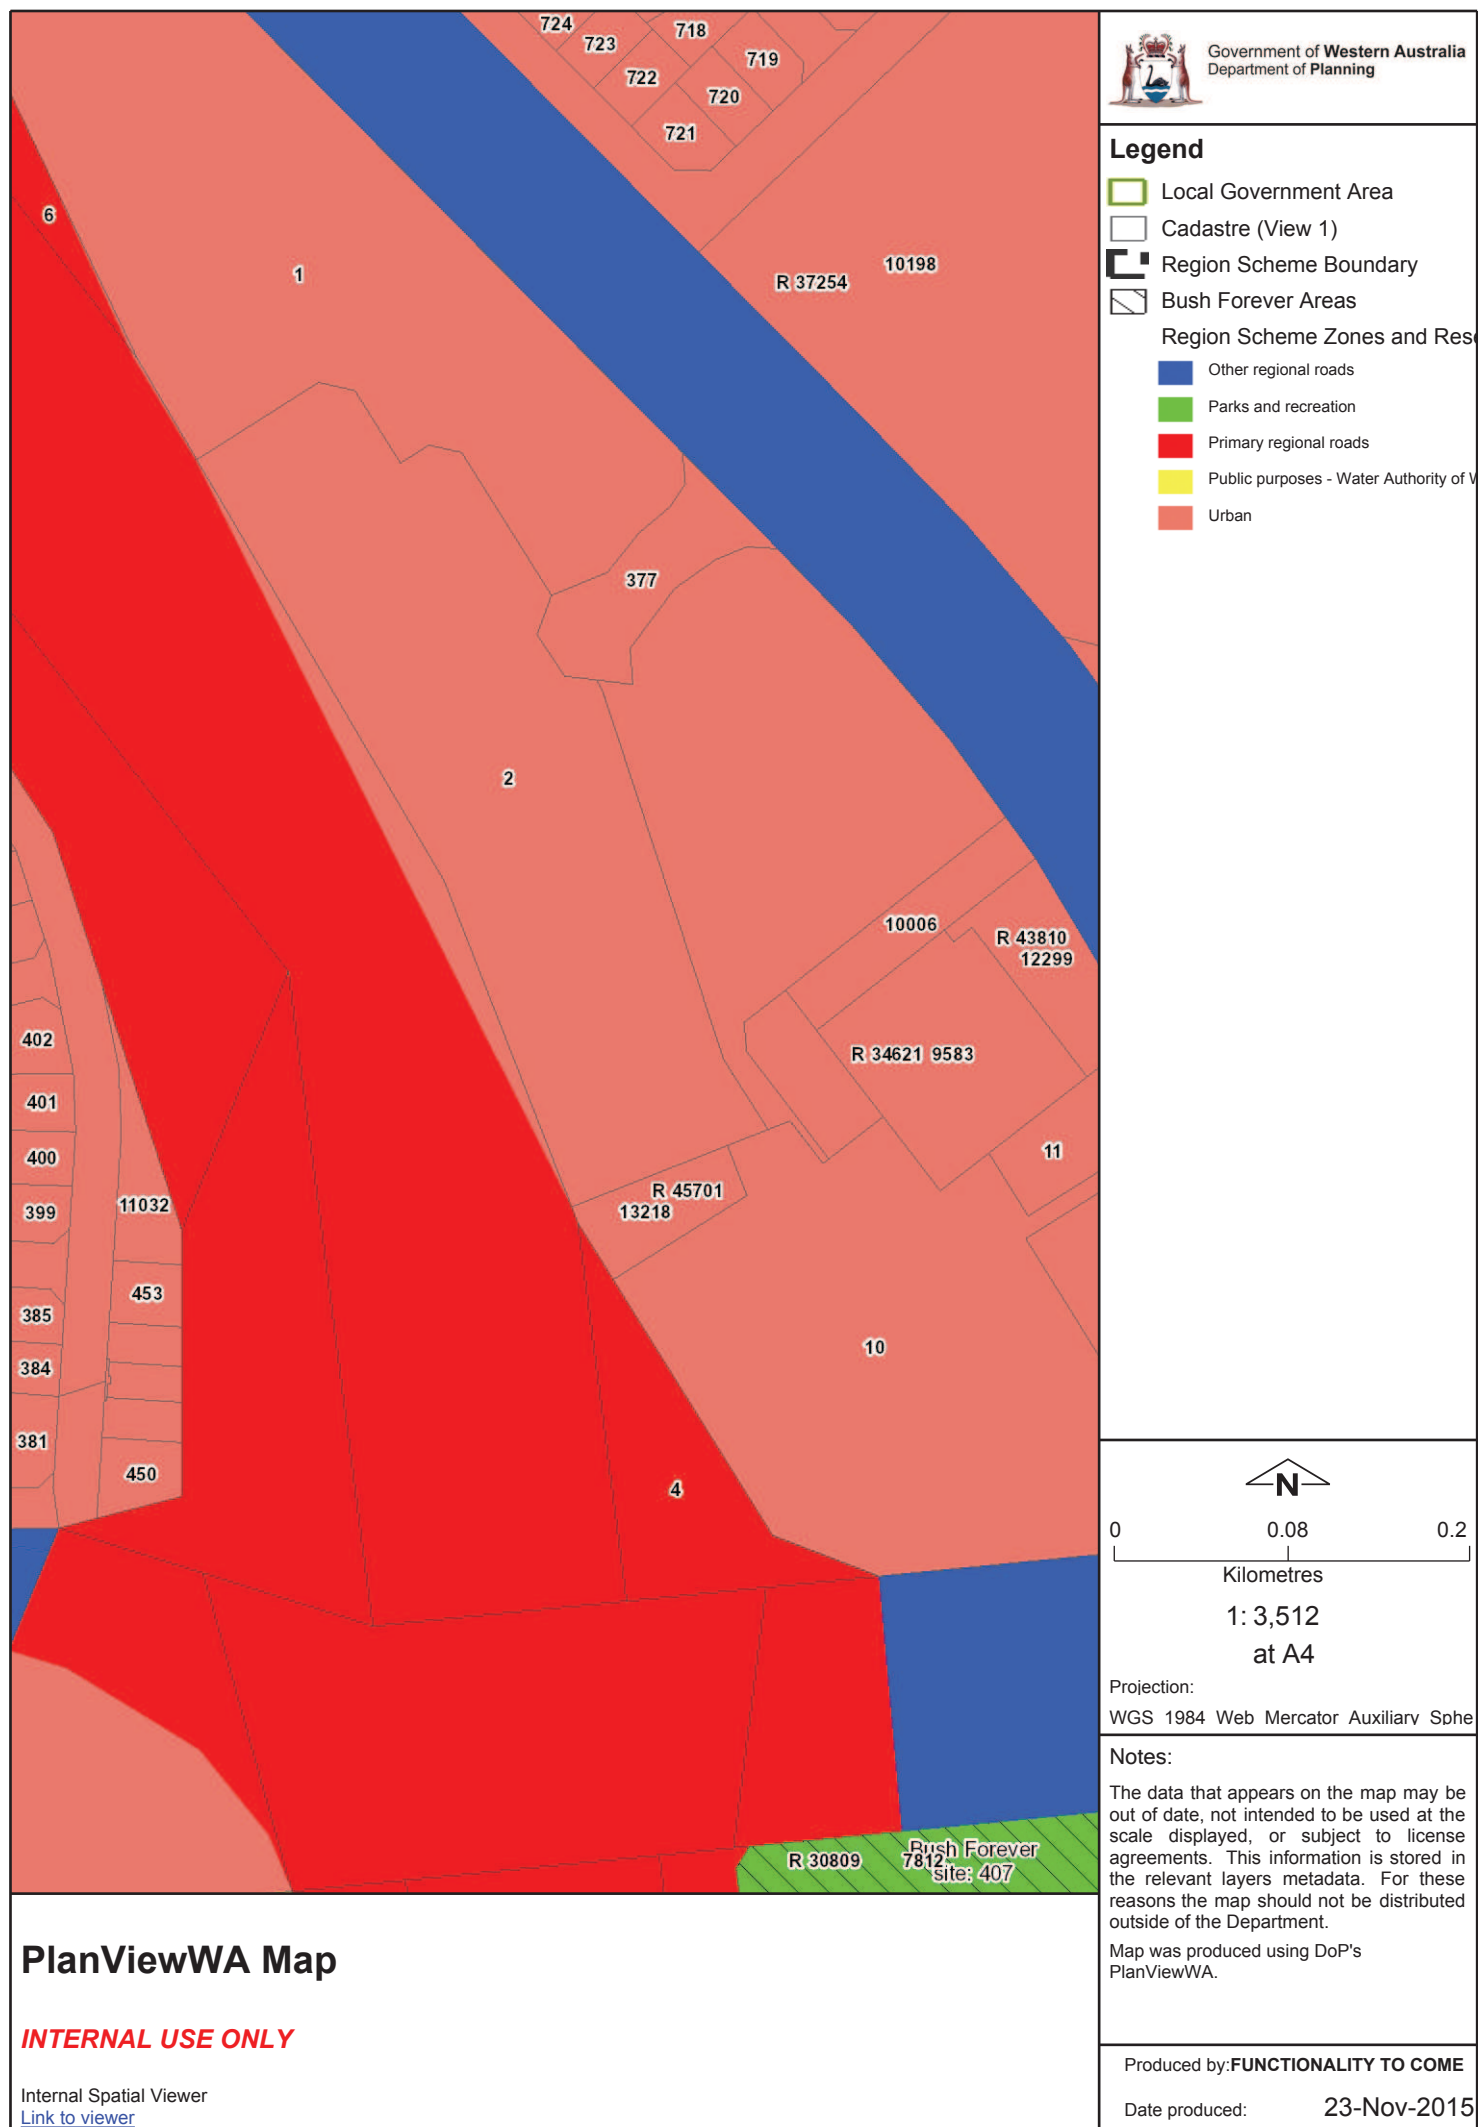 724
723
722
718
719
720
721
6
1
R 37254
10198
377
2
10006
R 43810
12299
R 34621 9583
11
402
401
400
399
11032
R 45701
13218
453
385
384
381
450
10
4
R 30809
7812
Bush Forever
site: 407
Government of Western Australia
Department of Planning
Legend
Local Government Area
Cadastre (View 1)
Region Scheme Boundary
Bush Forever Areas
Region Scheme Zones and Rese
Other regional roads
Parks and recreation
Primary regional roads
Public purposes - Water Authority of W
Urban
N
0 0.08 0.2
Kilometres
1: 3,512
at A4
Projection:
WGS 1984 Web Mercator Auxiliary Sphe
Notes:
The data that appears on the map may be
out of date, not intended to be used at the
scale displayed, or subject to license
agreements. This information is stored in
the relevant layers metadata. For these
reasons the map should not be distributed
outside of the Department.
Map was produced using DoP's
PlanViewWA.
Produced by:FUNCTIONALITY TO COME
Date produced: 23-Nov-2015
PlanViewWA Map
INTERNAL USE ONLY
Internal Spatial Viewer
Link to viewer